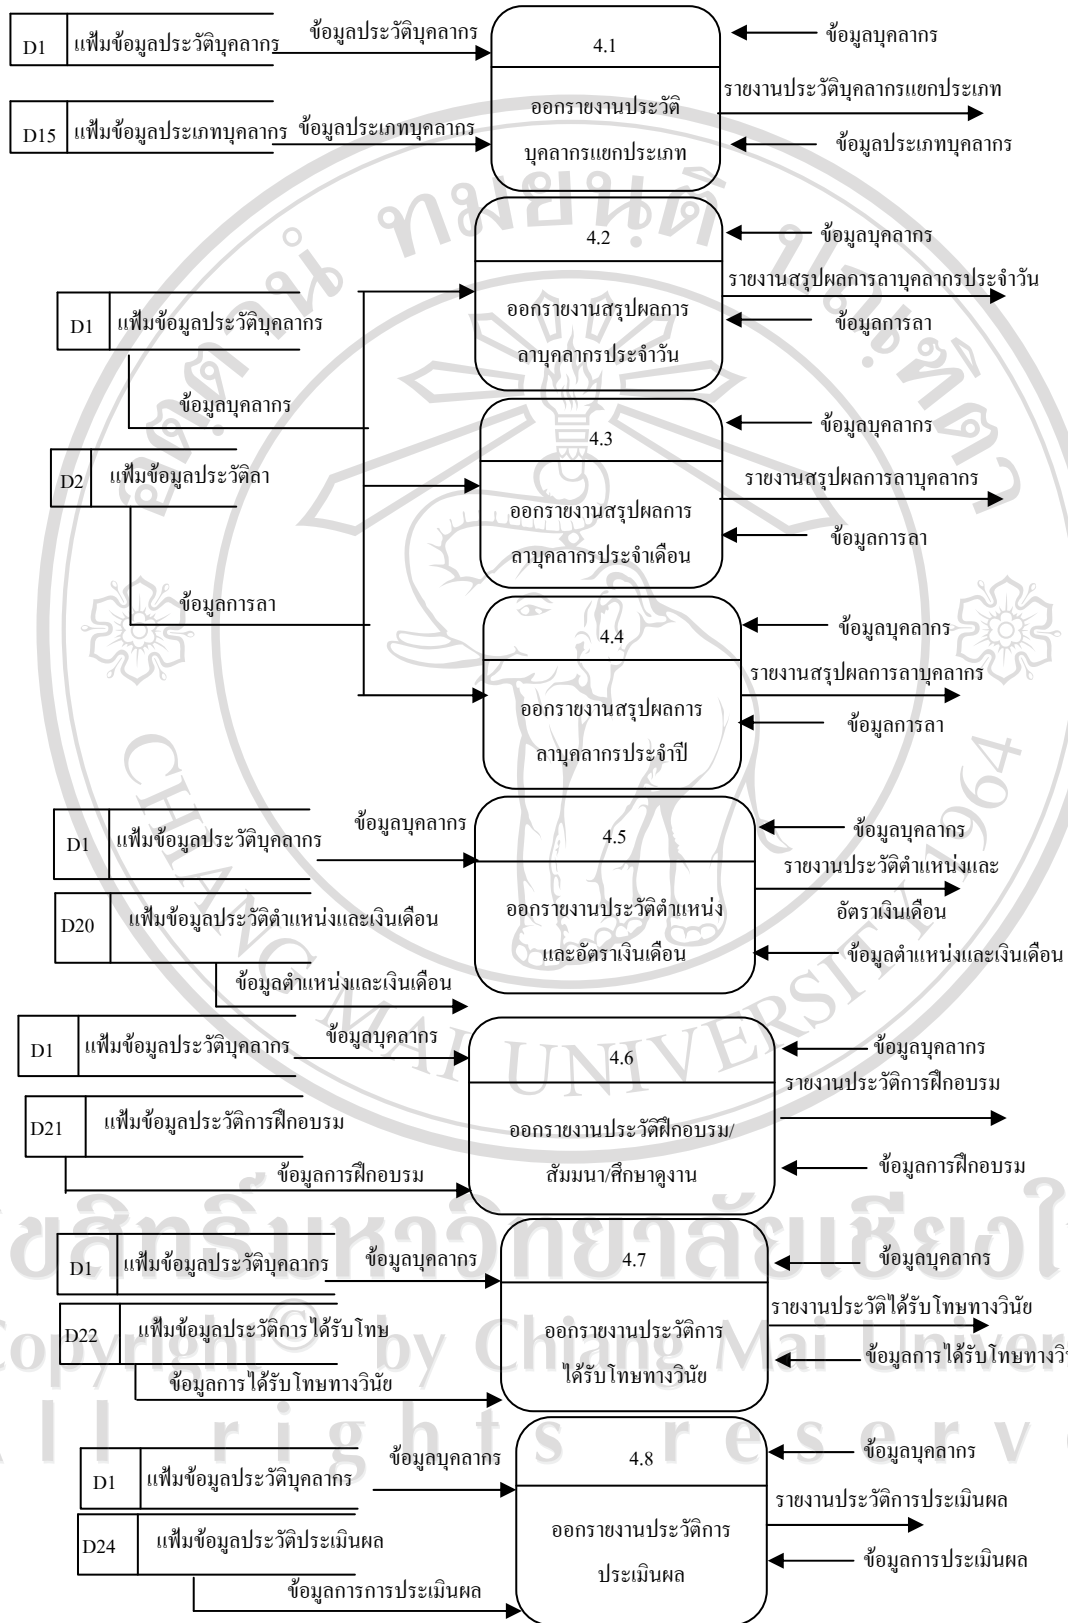 D1 แฟ้มข้อมูลประวัติบุคลากร ข้อมูลประวัติบุคลากร 4.1 ข้อมูลบุคลากร
รายงานประวัติบุคลากรแยกประเภท
ออกรายงานประวัติ
D15 แฟ้มข้อมูลประเภทบุคลากร ข้อมูลประเภทบุคลากร
บุคลากรแยกประเภท ข้อมูลประเภทบุคลากร
4.2 ข้อมูลบุคลากร
รายงานสรุปผลการลาบุคลากรประจำวัน
D1 แฟ้มข้อมูลประวัติบุคลากร
ออกรายงานสรุปผลการ ข้อมูลการลา
ลาบุคลากรประจำวัน
ข้อมูลบุคลากร
4.3 ข้อมูลบุคลากร
D2 แฟ้มข้อมูลประวัติลา
รายงานสรุปผลการลาบุคลากร
ออกรายงานสรุปผลการ
ลาบุคลากรประจำเดือน ข้อมูลการลา
ข้อมูลการลา
4.4 ข้อมูลบุคลากร
รายงานสรุปผลการลาบุคลากร
ออกรายงานสรุปผลการ ข้อมูลการลา
ลาบุคลากรประจำปี
D1 แฟ้มข้อมูลประวัติบุคลากร ข้อมูลบุคลากร 4.5 ข้อมูลบุคลากร
รายงานประวัติตำแหน่งและ
อัตราเงินเดือน
D20 แฟ้มข้อมูลประวัติตำแหน่งและเงินเดือน
ออกรายงานประวัติตำแหน่ง
และอัตราเงินเดือน ข้อมูลตำแหน่งและเงินเดือน
ข้อมูลตำแหน่งและเงินเดือน
D1 แฟ้มข้อมูลประวัติบุคลากร ข้อมูลบุคลากร 4.6 ข้อมูลบุคลากร
รายงานประวัติการฝึกอบรม
D21 แฟ้มข้อมูลประวัติการฝึกอบรม
ออกรายงานประวัติฝึกอบรม/
สัมมนา/ศึกษาดูงาน ข้อมูลการฝึกอบรม
ข้อมูลการฝึกอบรม
D1 แฟ้มข้อมูลประวัติบุคลากร ข้อมูลบุคลากร 4.7 ข้อมูลบุคลากร
รายงานประวัติได้รับโทษทางวินัย
D22 แฟ้มข้อมูลประวัติการได้รับโทษ
ออกรายงานประวัติการ
ได้รับโทษทางวินัย ข้อมูลการได้รับโทษทางวิ
ข้อมูลการได้รับโทษทางวินัย
D1 แฟ้มข้อมูลประวัติบุคลากร ข้อมูลบุคลากร 4.8 ข้อมูลบุคลากร
รายงานประวัติการประเมินผล
D24 แฟ้มข้อมูลประวัติประเมินผล
ออกรายงานประวัติการ
ประเมินผล ข้อมูลการประเมินผล
ข้อมูลการการประเมินผล
CHIANG MAI UNIVERSITY 1964
สิทธิ์มหาวิทยาลัยเชียงให
Copyright © by Chiang Mai Univer
All rights reserve